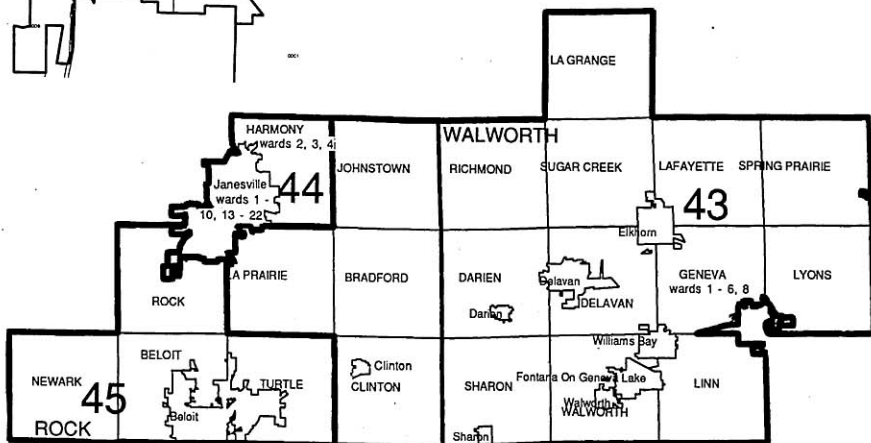 LA GRANGE
HARMONY
wards 2, 3, 4
WALWORTH
JOHNSTOWN
RICHMOND
SUGAR CREEK
LAFAYETTE
SPRING PRAIRIE
Janesville
wards 1 -
10, 13 - 22
44
43
Elkhorn
LA PRAIRIE
BRADFORD
DARIEN
Delavan
DELAVAN
GENEVA
wards 1 - 6, 8
LYONS
ROCK
Darien
Williams Bay
BELOIT
NEWARK
45
ROCK
Beloit
TURTLE
Clinton
CLINTON
SHARON
Fontana On Geneva Lake
Walworth
WALWORTH
LINN
Sharon